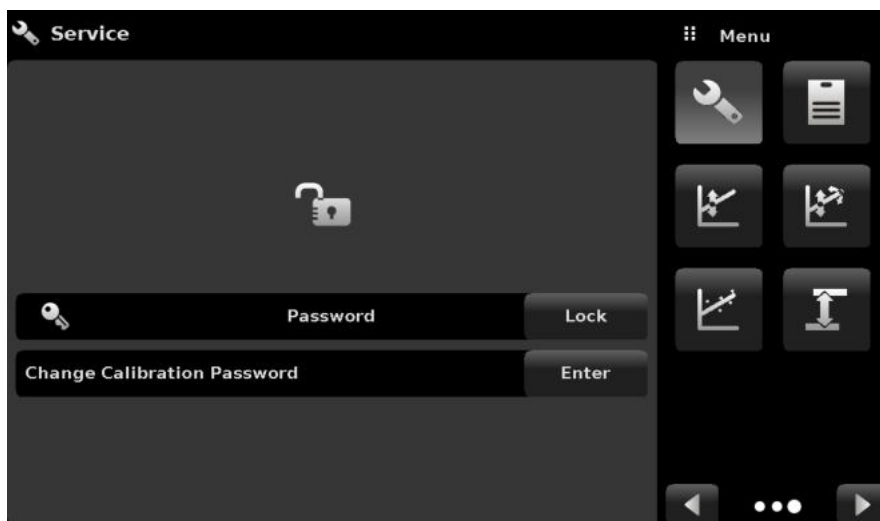 Service
Menu
Password
Lock
Change Calibration Password
Enter